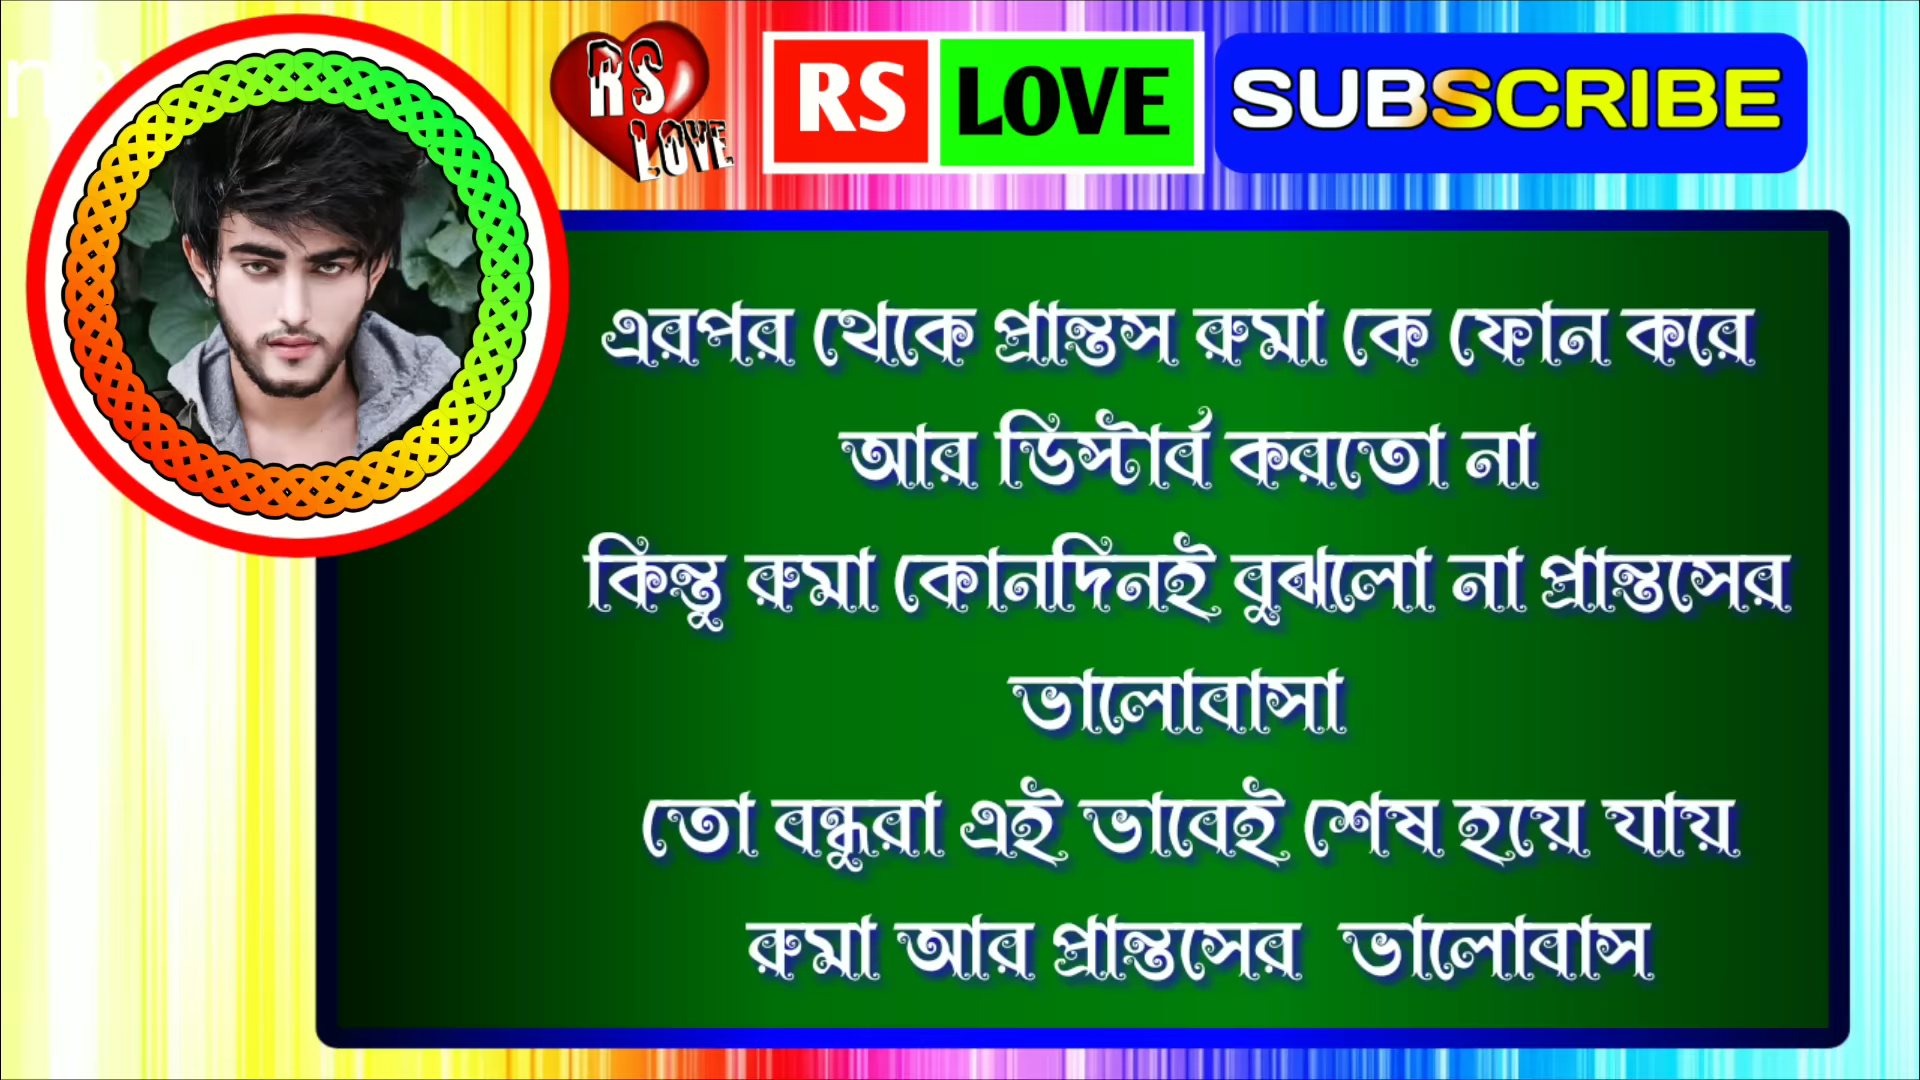 RS
LOVE
RS LOVE SUBSCRIBE
এরপর থেকে প্রান্তস রুমা কে ফোন করে
আর ডিস্টার্ব করতো না
কিন্তু রুমা কোনদিনই বুঝলো না প্রান্তসের
ভালোবাসা
তো বন্ধুরা এই ভাবেই শেষ হয়ে যায়
রুমা আর প্রান্তসের ভালোবাস